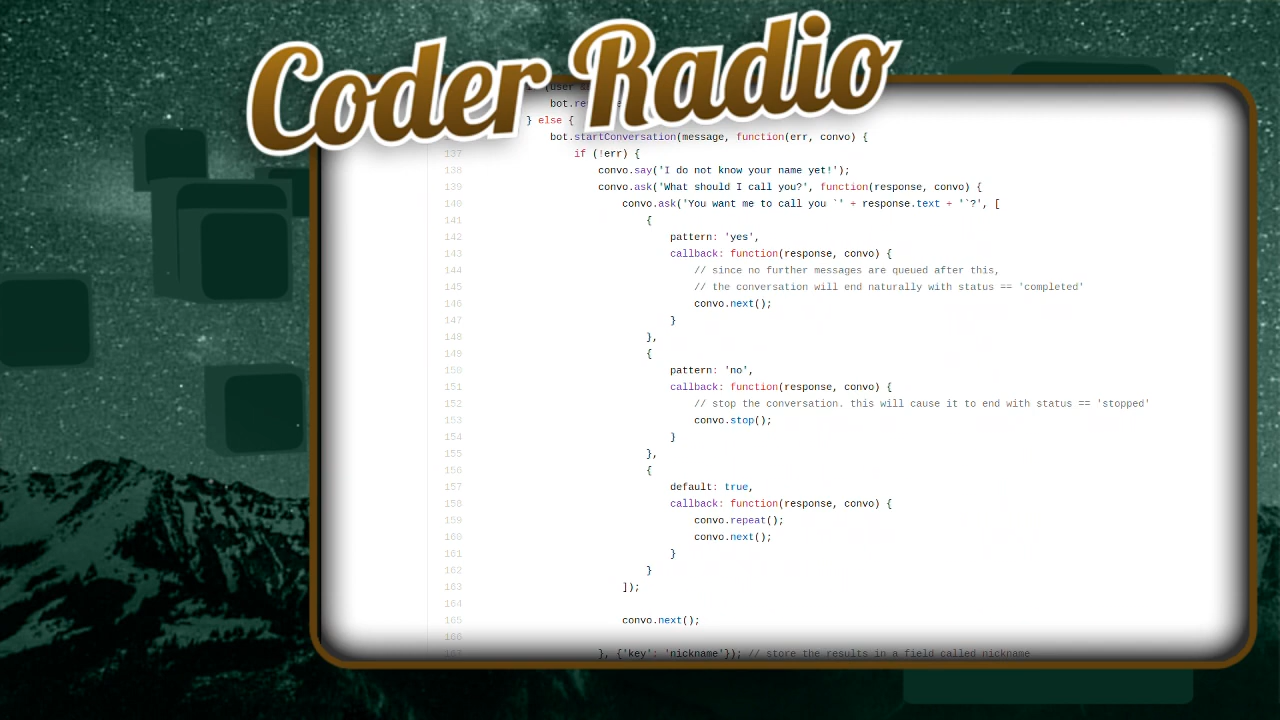 Coder Radio
(user
bot.re
} else {
bot.startConversation(message, function(err, convo) {
137 if (!err) {
138 convo.say('I do not know your name yet!');
139 convo.ask('What should I call you?', function(response, convo) {
140 convo.ask('You want me to call you `' + response.text + '`?', [
141 {
142 pattern: 'yes',
143 callback: function(response, convo) {
144 // since no further messages are queued after this,
145 // the conversation will end naturally with status == 'completed'
146 convo.next();
147 }
148 },
149 {
150 pattern: 'no',
151 callback: function(response, convo) {
152 // stop the conversation. this will cause it to end with status == 'stopped'
153 convo.stop();
154 }
155 },
156 {
157 default: true,
158 callback: function(response, convo) {
159 convo.repeat();
160 convo.next();
161 }
162 }
163 ]);
164
165 convo.next();
166
167 }, {'key': 'nickname'}); // store the results in a field called nickname